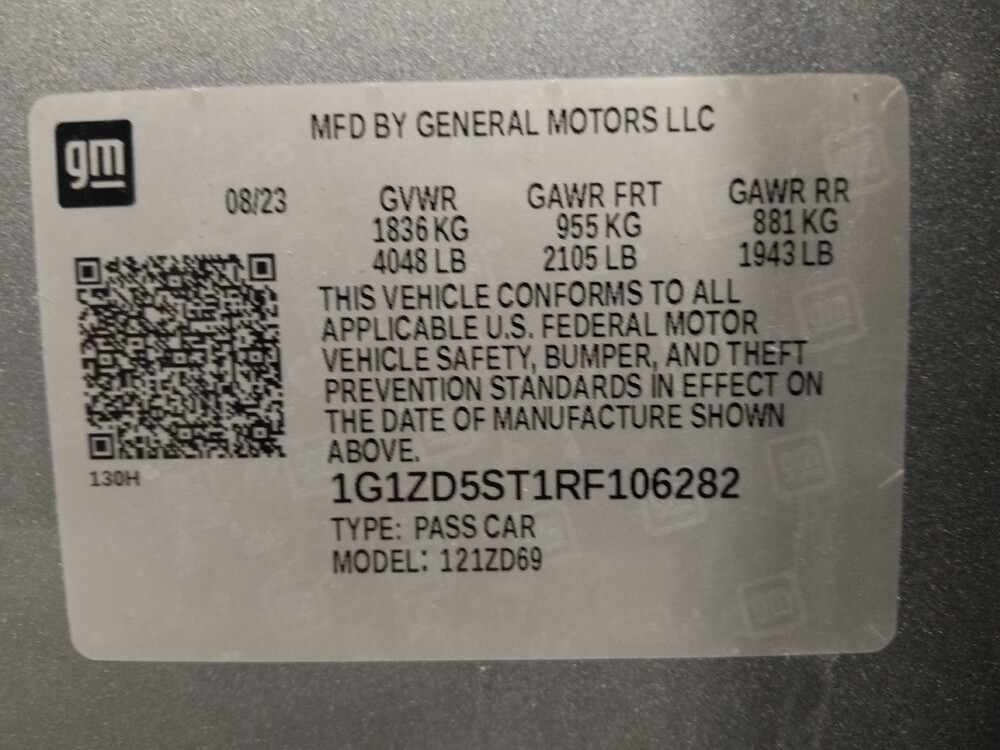 gm
MFD BY GENERAL MOTORS LLC
08/23 GVWR GAWR FRT GAWR RR
1836 KG 955 KG 881 KG
4048 LB 2105 LB 1943 LB
THIS VEHICLE CONFORMS TO ALL
APPLICABLE U.S. FEDERAL MOTOR
VEHICLE SAFETY, BUMPER, AND THEFT
PREVENTION STANDARDS IN EFFECT ON
THE DATE OF MANUFACTURE SHOWN
ABOVE.
130H
1G1ZD5ST1RF106282
TYPE: PASS CAR
MODEL: 121ZD69